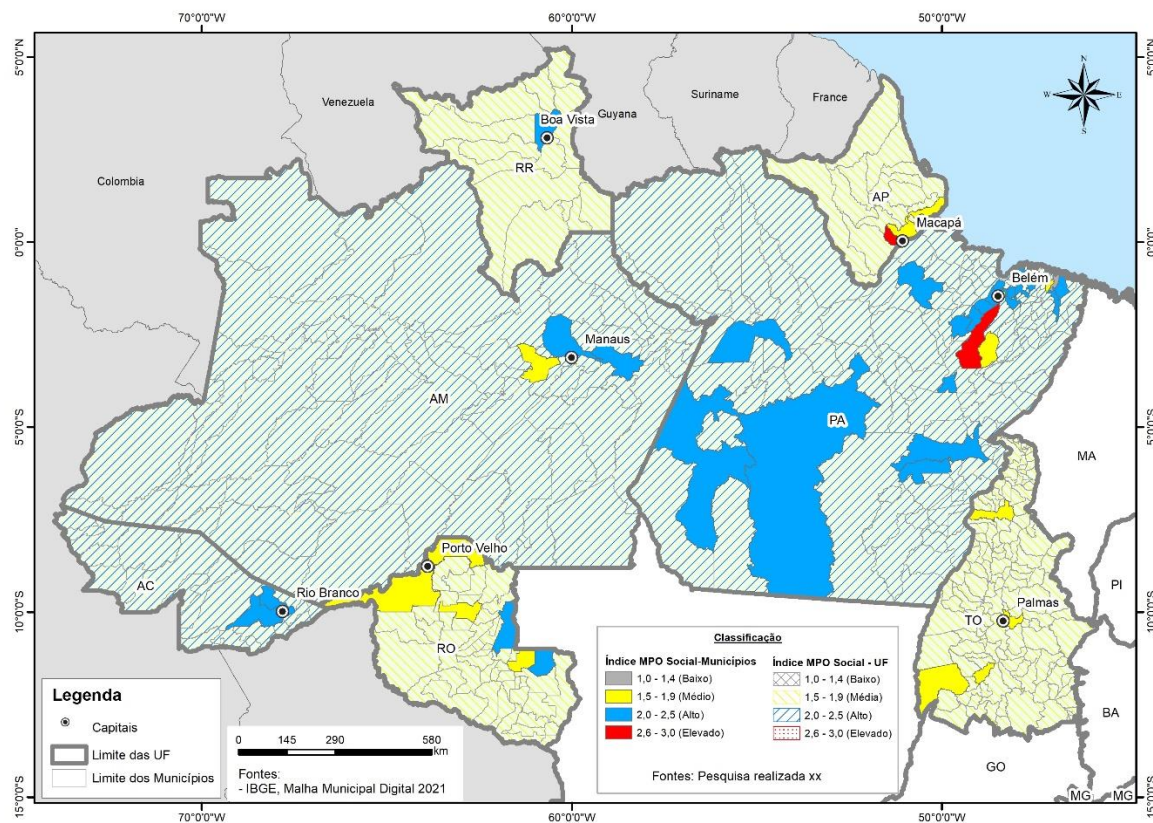 70°0'0"W 60°0'0"W 50°0'0"W
5°0'0"N 5°0'0"N
N
W E
S
Venezuela
Suriname
France
Guyana
Boa Vista
RR
Colombia
AP
Macapá
0°0'0" 0°0'0"
Belém
Manaus
AM
PA
5°0'0"S 5°0'0"S
MA
Porto Velho
AC
Rio Branco
PI
Palmas
TO
10°0'0"S 10°0'0"S
RO
BA
GO
MG MG
Legenda
Capitais
Limite das UF
Limite dos Municípios
0 145 290 580
km
Fontes:
- IBGE, Malha Municipal Digital 2021
Classificação
Índice MPO Social-Municípios Índice MPO Social - UF
1,0 - 1,4 (Baixo) 1,0 - 1,4 (Baixo)
1.5 - 1.9 (Médio) 1.5 - 1.9 (Média)
2,0 - 2,5 (Alto) 2,0 - 2,5 (Alto)
2,6 - 3,0 (Elevado) 2,6 - 3,0 (Elevado)
Fontes: Pesquisa realizada xx
15°0'0"S 15°0'0"S
70°0'0"W 60°0'0"W 50°0'0"W